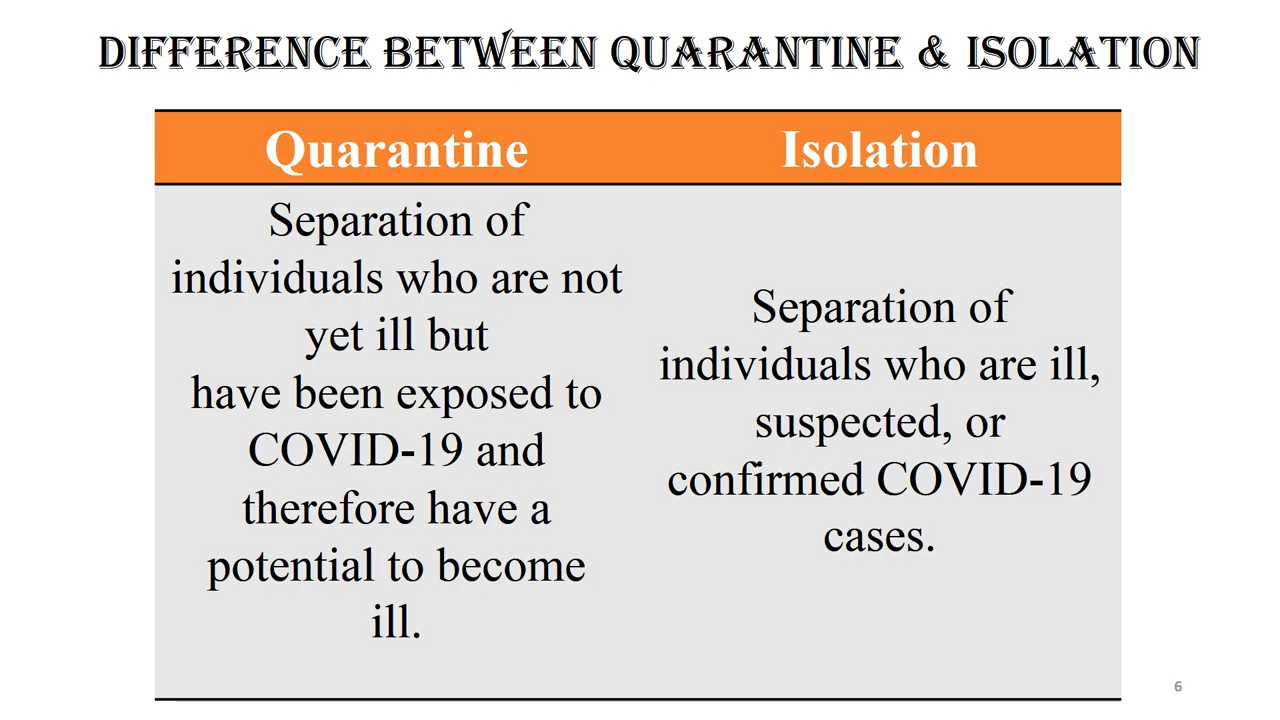 DIFFERENCE BETWEEN QUARANTINE & ISOLATION
Quarantine
Separation of
individuals who are not
yet ill but
have been exposed to
COVID-19 and
therefore have a
potential to become
ill.
Isolation
Separation of
individuals who are ill,
suspected, or
confirmed COVID-19
cases.
6